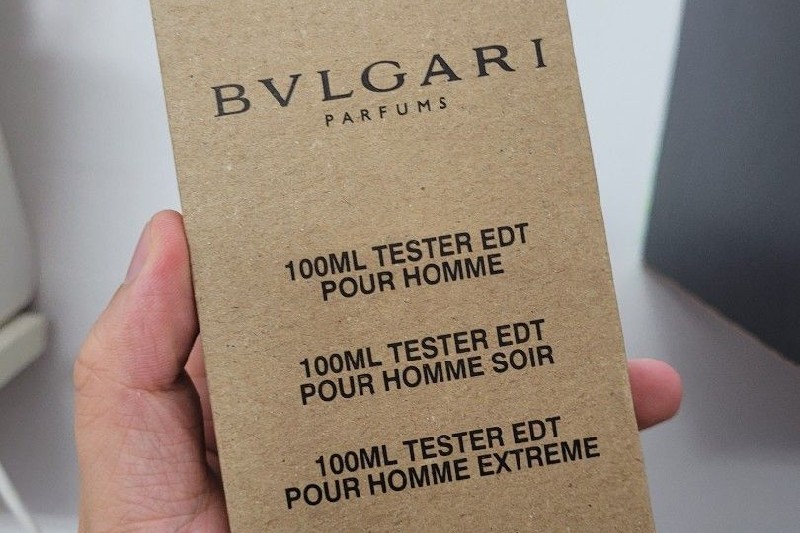 BVLGARI
PARFUMS
100ML TESTER EDT
POUR HOMME
100ML TESTER EDT
POUR HOMME SOIR
100ML TESTER EDT
POUR HOMME EXTREME